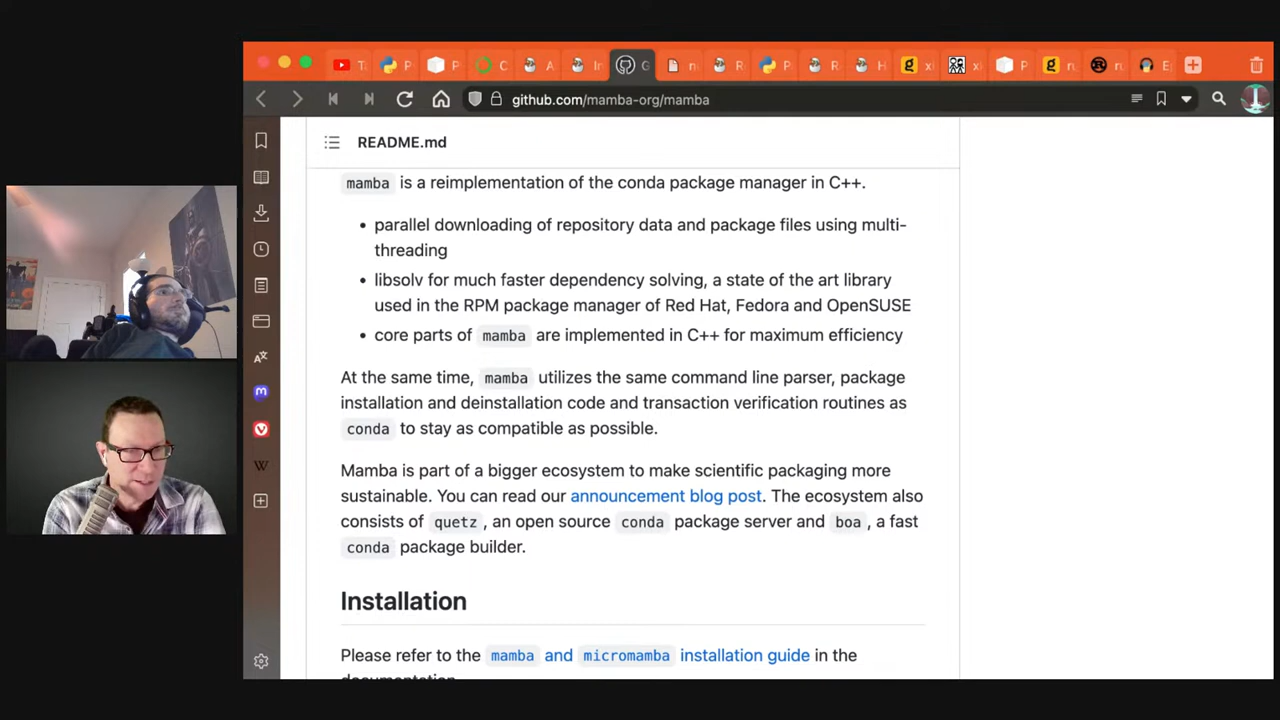 github.com/mamba-org/mamba
README.md
mamba is a reimplementation of the conda package manager in C++.
• parallel downloading of repository data and package files using multi-
threading
• libsolv for much faster dependency solving, a state of the art library
used in the RPM package manager of Red Hat, Fedora and OpenSUSE
• core parts of mamba are implemented in C++ for maximum efficiency
At the same time, mamba utilizes the same command line parser, package
installation and deinstallation code and transaction verification routines as
conda to stay as compatible as possible.
Mamba is part of a bigger ecosystem to make scientific packaging more
sustainable. You can read our announcement blog post. The ecosystem also
consists of quetz, an open source conda package server and boa, a fast
conda package builder.
Installation
Please refer to the mamba and micromamba installation guide in the
documentation.